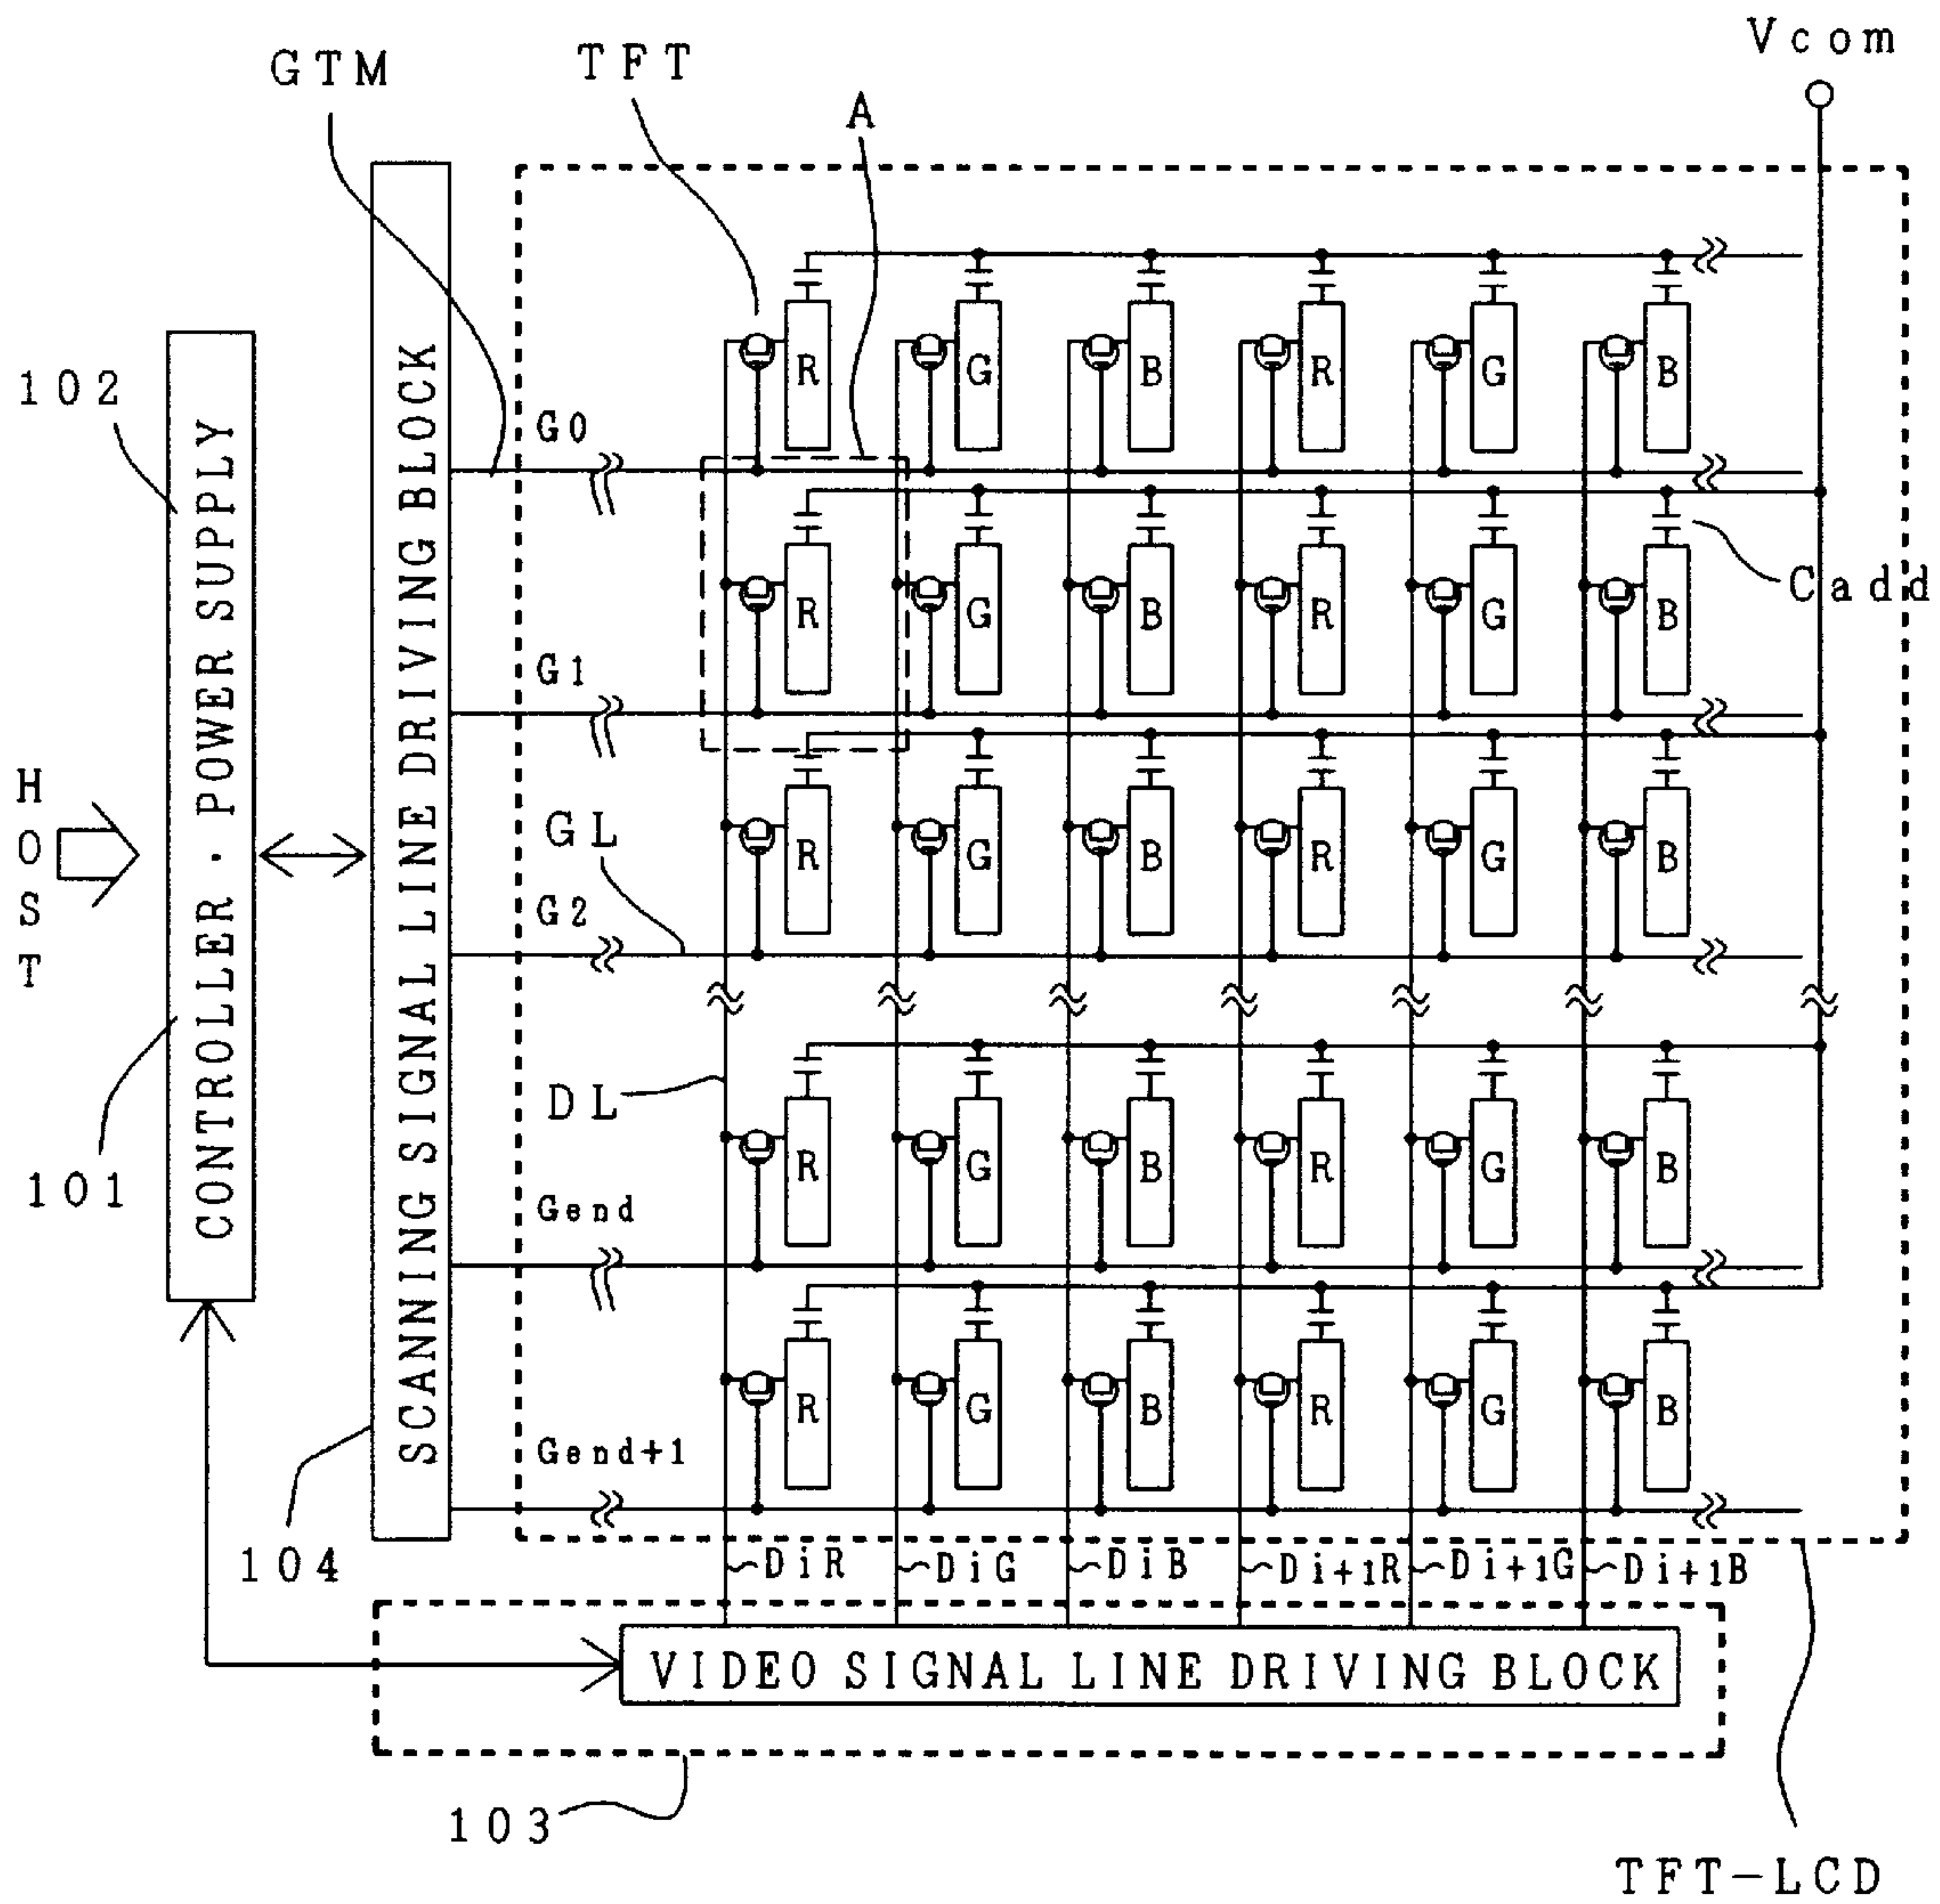 Vcom
GTM
TFT
A
102
CONTROLLER · POWER SUPPLY
SCANNING SIGNAL LINE DRIVING BLOCK
R G B R G B
G0
Cadd
R G B R G B
G1
HOST
GL
R G B R G B
G2
DL
101
R G B R G B
Gend
R G B R G B
Gend+1
104
DiR DiG DiB Di+1R Di+1G Di+1B
VIDEO SIGNAL LINE DRIVING BLOCK
103
TFT-LCD